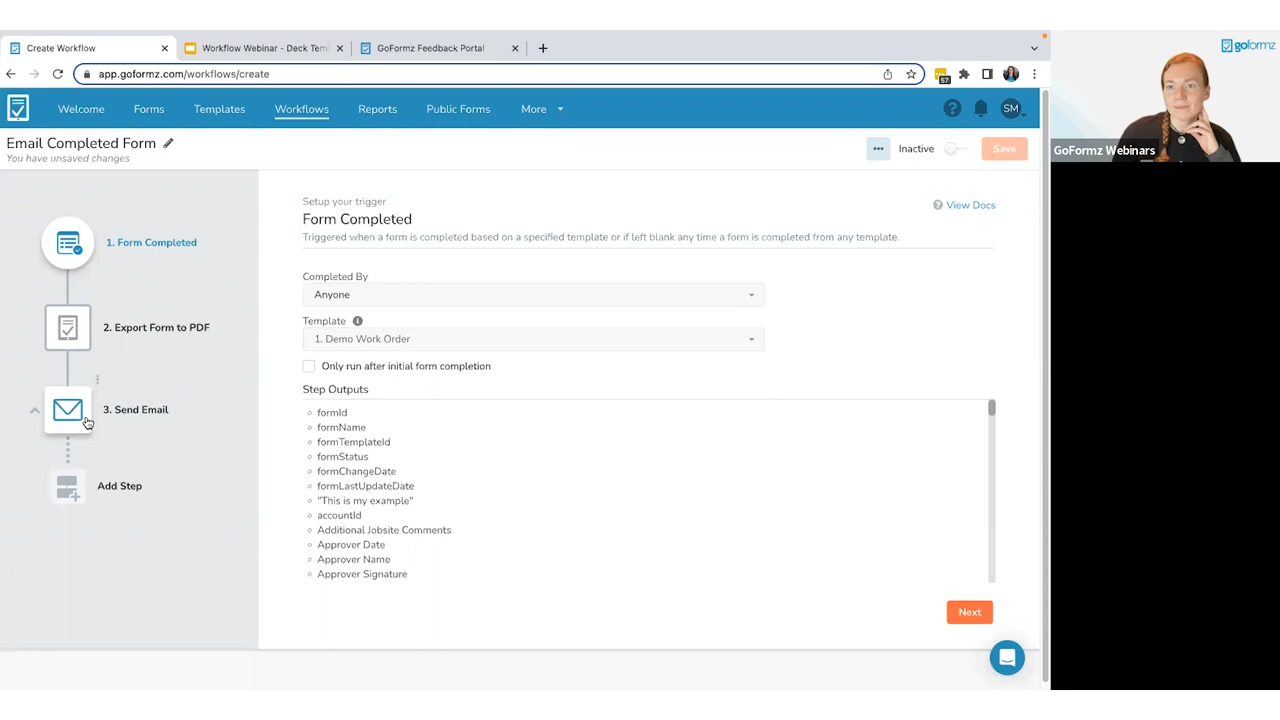 Create Workflow
Workflow Webinar - Deck Tem
GoFormz Feedback Portal
app.goformz.com/workflows/create
57
goformz
Welcome
Forms
Templates
Workflows
Reports
Public Forms
More
SM
Email Completed Form
You have unsaved changes
Inactive
Save
GoFormz Webinars
1. Form Completed
2. Export Form to PDF
3. Send Email
Add Step
Setup your trigger
View Docs
Form Completed
Triggered when a form is completed based on a specified template or if left blank any time a form is completed from any template.
Completed By
Anyone
Template
1. Demo Work Order
Only run after initial form completion
Step Outputs
formId
formName
formTemplateId
formStatus
formChangeDate
formLastUpdateDate
"This is my example"
accountId
Additional Jobsite Comments
Approver Date
Approver Name
Approver Signature
Next